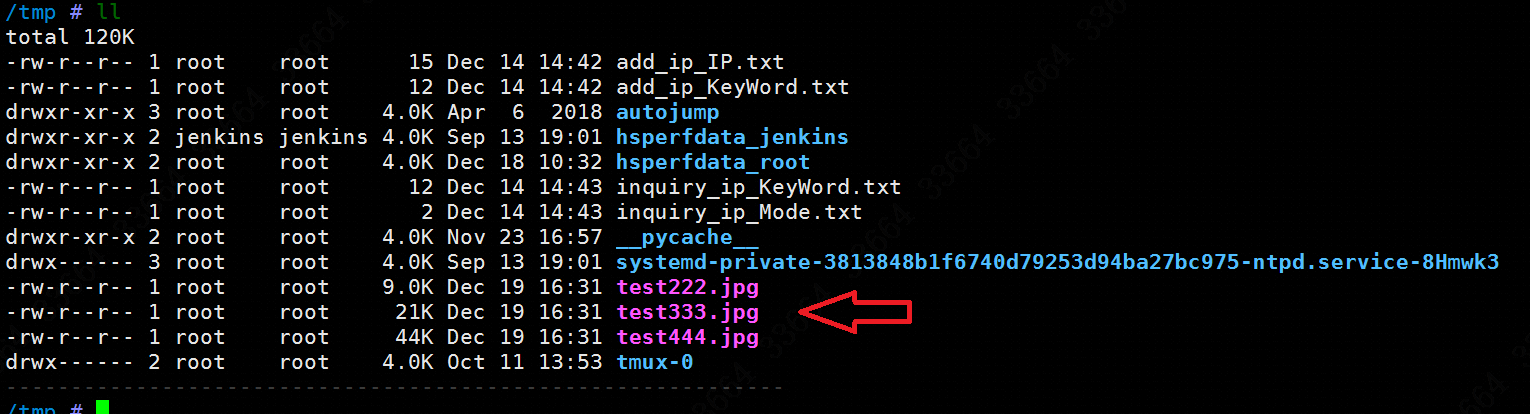 /tmp # ll
total 120K
-rw-r--r-- 1 root    root      15 Dec 14 14:42 add_ip_IP.txt
-rw-r--r-- 1 root    root      12 Dec 14 14:42 add_ip_KeyWord.txt
drwxr-xr-x 3 root    root    4.0K Apr  6  2018 autojump
drwxr-xr-x 2 jenkins jenkins 4.0K Sep 13 19:01 hsperfdata_jenkins
drwxr-xr-x 2 root    root    4.0K Dec 18 10:32 hsperfdata_root
-rw-r--r-- 1 root    root      12 Dec 14 14:43 inquiry_ip_KeyWord.txt
-rw-r--r-- 1 root    root       2 Dec 14 14:43 inquiry_ip_Mode.txt
drwxr-xr-x 2 root    root    4.0K Nov 23 16:57 __pycache__
drwx------ 3 root    root    4.0K Sep 13 19:01 systemd-private-3813848b1f6740d79253d94ba27bc975-ntpd.service-8Hmwk3
-rw-r--r-- 1 root    root    9.0K Dec 19 16:31 test222.jpg
-rw-r--r-- 1 root    root     21K Dec 19 16:31 test333.jpg
-rw-r--r-- 1 root    root     44K Dec 19 16:31 test444.jpg
drwx------ 2 root    root    4.0K Oct 11 13:53 tmux-0
/tmp #
33664 33664 33664